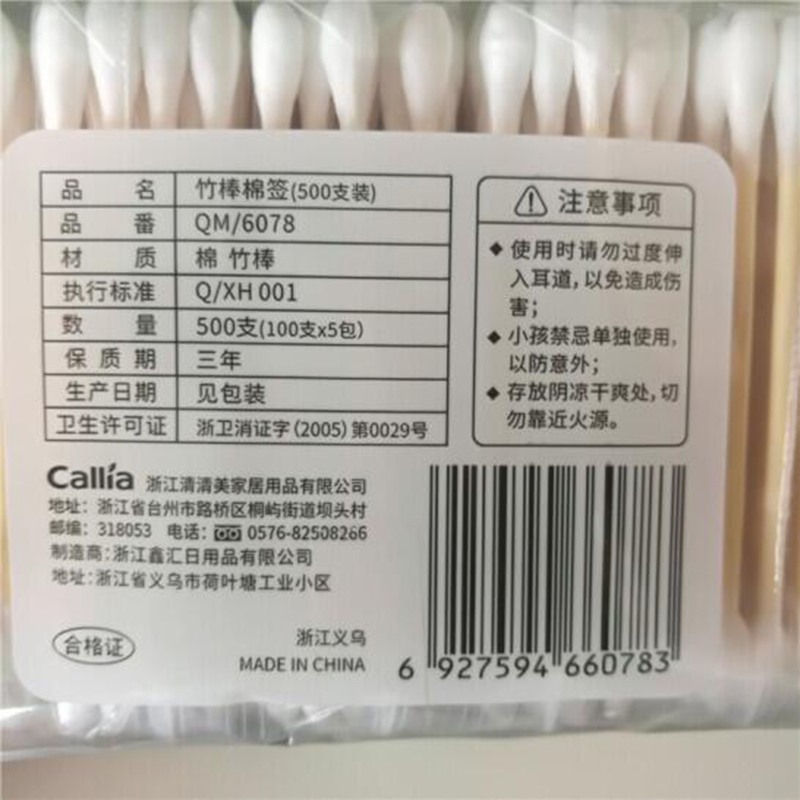 品 名 竹棒棉签(500支装)
品 番 QM/6078
材 质 棉 竹棒
执行标准 Q/XH 001
数 量 500支(100支x5包)
保 质 期 三年
生产日期 见包装
卫生许可证 浙卫消证字(2005)第0029号
注意事项
◆使用时请勿过度伸
入耳道,以免造成伤
害;
◆小孩禁忌单独使用,
以防意外;
◆存放阴凉干爽处,切
勿靠近火源。
Callia 浙江清清美家居用品有限公司
地址:浙江省台州市路桥区桐屿街道坝头村
邮编:318053 电话:0576-82508266
制造商:浙江鑫汇日用品有限公司
地址:浙江省义乌市荷叶塘工业小区
合格证
浙江义乌
MADE IN CHINA
6 927594 660783